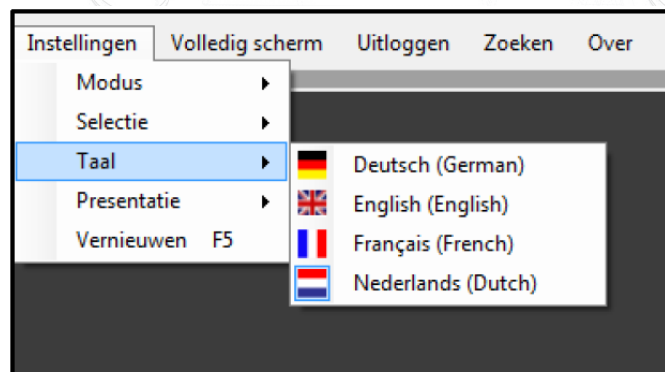 Instellingen Volledig scherm Uitloggen Zoeken Over
Modus
Selectie
Taal
Presentatie
Vernieuwen F5
Deutsch (German)
English (English)
Français (French)
Nederlands (Dutch)